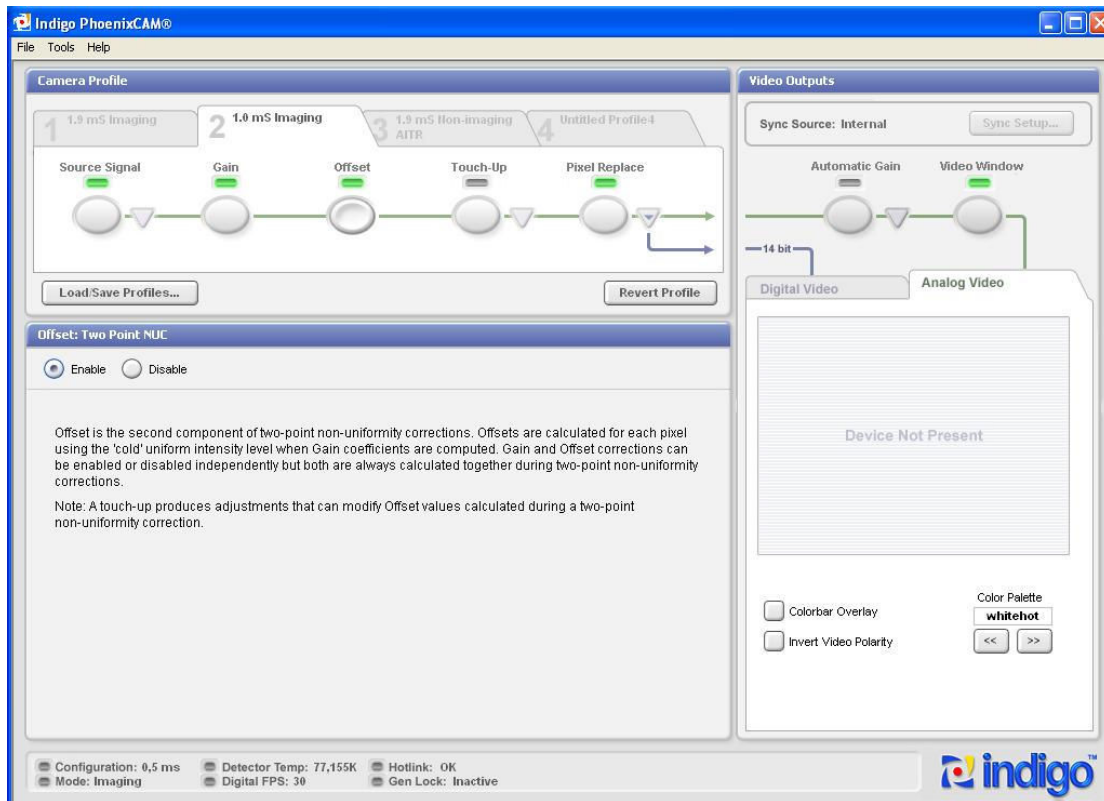 Indigo PhoenixCAM®
File Tools Help
Camera Profile
1 1.9 mS Imaging
2 1.0 mS Imaging
3 1.9 mS Non-imaging
AITR
4 Untitled Profile4
Source Signal Gain Offset Touch-Up Pixel Replace
Load/Save Profiles... Revert Profile
Offset: Two Point NUC
Enable Disable
Offset is the second component of two-point non-uniformity corrections. Offsets are calculated for each pixel
using the 'cold' uniform intensity level when Gain coefficients are computed. Gain and Offset corrections can
be enabled or disabled independently but both are always calculated together during two-point non-uniformity
corrections.
Note: A touch-up produces adjustments that can modify Offset values calculated during a two-point
non-uniformity correction.
Video Outputs
Sync Source: Internal Sync Setup...
Automatic Gain Video Window
14 bit
Digital Video Analog Video
Device Not Present
Colorbar Overlay
Invert Video Polarity
Color Palette
whitehot
<< >>
Configuration: 0,5 ms Detector Temp: 77,155K Hotlink: OK
Mode: Imaging Digital FPS: 30 Gen Lock: Inactive
indigo™